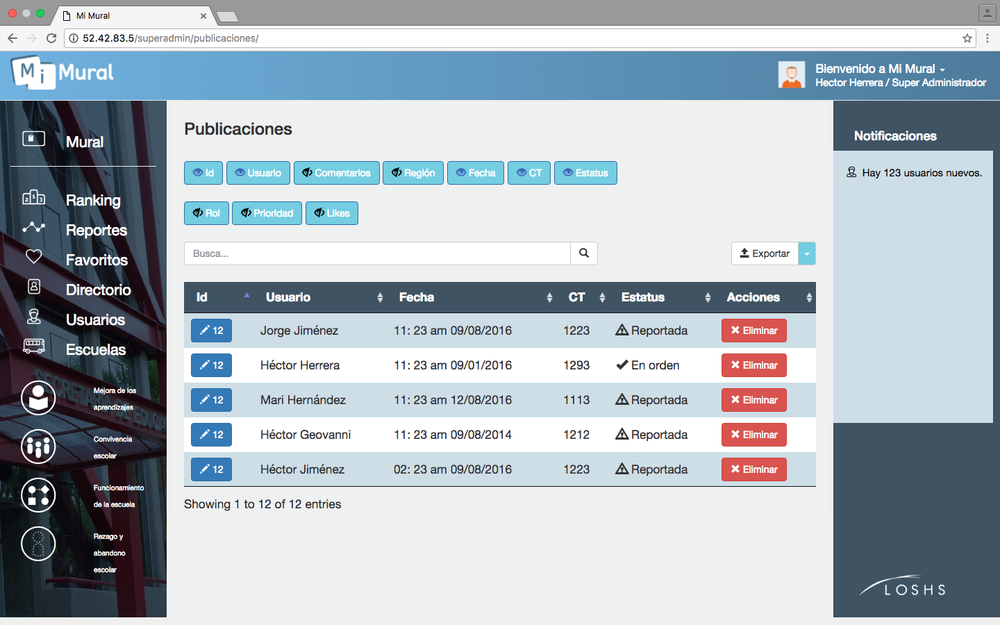 Mi Mural
52.42.83.5/superadmin/publicaciones/
Mi Mural
Bienvenido a Mi Mural
Hector Herrera / Super Administrador
Mural
Ranking
Reportes
Favoritos
Directorio
Usuarios
Escuelas
Mejora de los
aprendizajes
Convivencia
escolar
Funcionamiento
de la escuela
Rezago y
abandono
escolar
Publicaciones
Id Usuario Comentarios Región Fecha CT Estatus
Rol Prioridad Likes
Busca...
Exportar
Id Usuario Fecha CT Estatus Acciones
12 Jorge Jiménez 11: 23 am 09/08/2016 1223 Reportada Eliminar
12 Héctor Herrera 11: 23 am 09/01/2016 1293 En orden Eliminar
12 Mari Hernández 11: 23 am 12/08/2016 1113 Reportada Eliminar
12 Héctor Geovanni 11: 23 am 09/08/2014 1212 Reportada Eliminar
12 Héctor Jiménez 02: 23 am 09/08/2016 1223 Reportada Eliminar
Showing 1 to 12 of 12 entries
Notificaciones
Hay 123 usuarios nuevos.
LOSHS